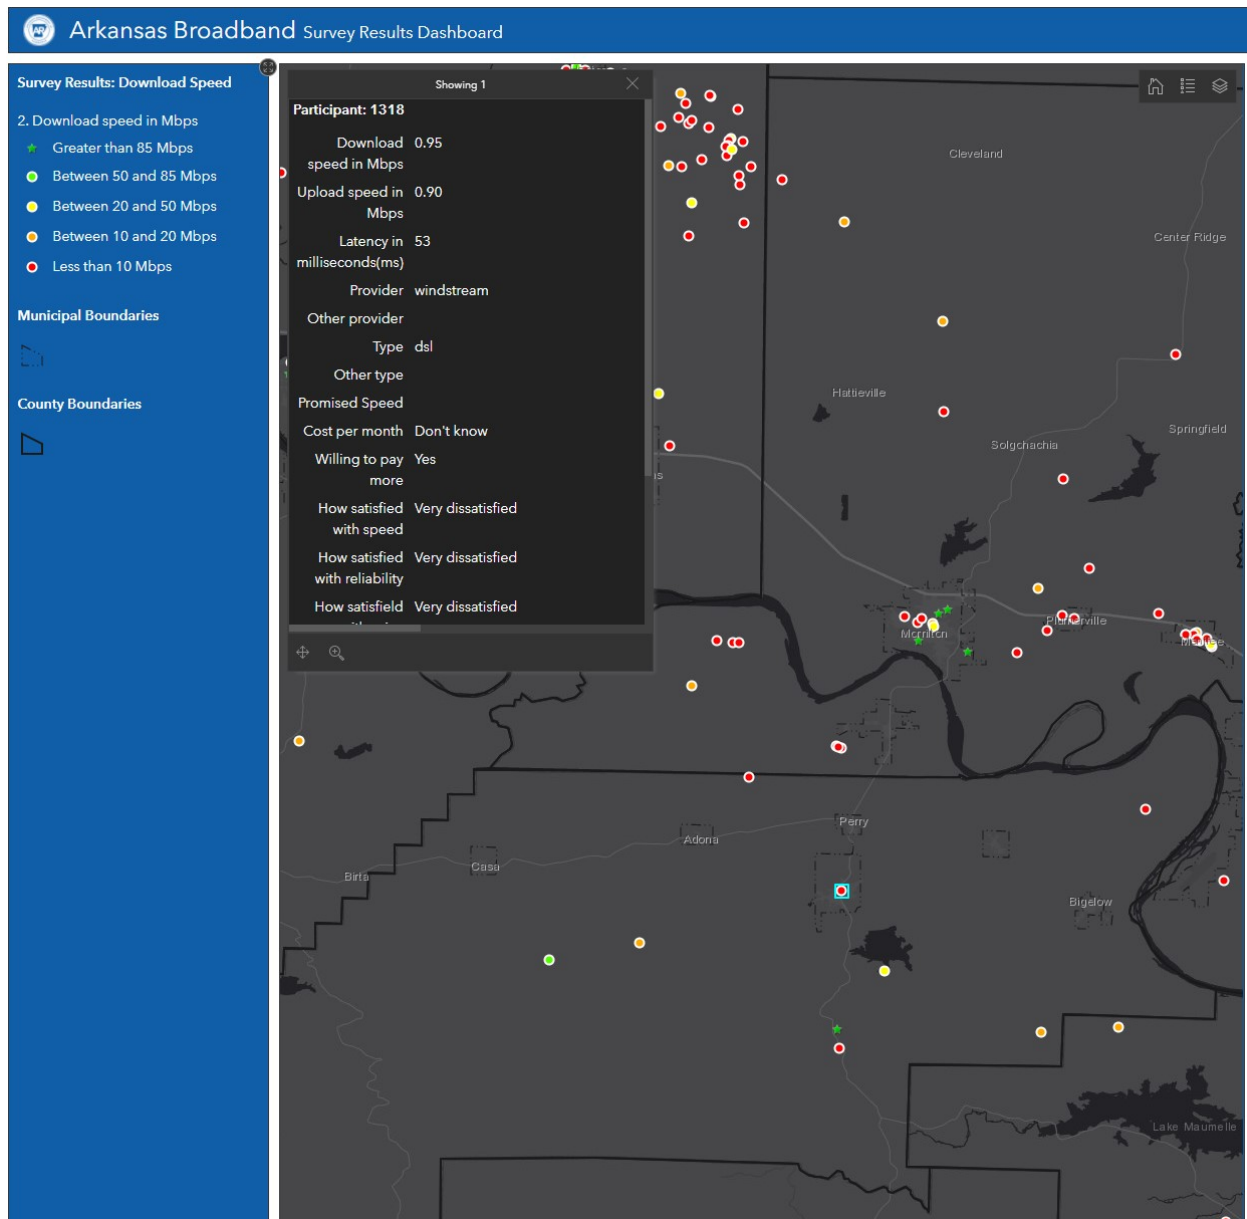 Arkansas Broadband Survey Results Dashboard
Survey Results: Download Speed
2. Download speed in Mbps
Greater than 85 Mbps
Between 50 and 85 Mbps
Between 20 and 50 Mbps
Between 10 and 20 Mbps
Less than 10 Mbps
Municipal Boundaries
County Boundaries
Showing 1
Participant: 1318
Download 0.95
speed in Mbps
Upload speed in 0.90
Mbps
Latency in 53
milliseconds(ms)
Provider windstream
Other provider
Type dsl
Other type
Promised Speed
Cost per month Don't know
Willing to pay Yes
more
How satisfied Very dissatisfied
with speed
How satisfied Very dissatisfied
with reliability
How satisfield Very dissatisfied
Cleveland
Center Ridge
Hattieville
Springfield
Solgohachia
Plumerville
Morrilton
Menifee
Perry
Adona
Casa
Birta
Bigelow
Lake Maumelle